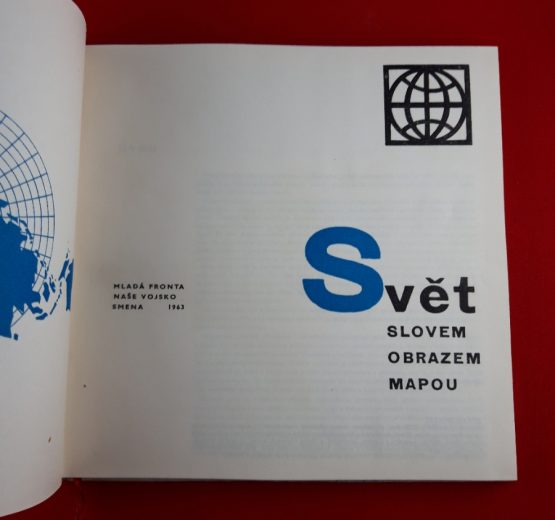 Svět
SLOVEM
OBRAZEM
MAPOU
MLADÁ FRONTA
NAŠE VOJSKO
SMENA 1963